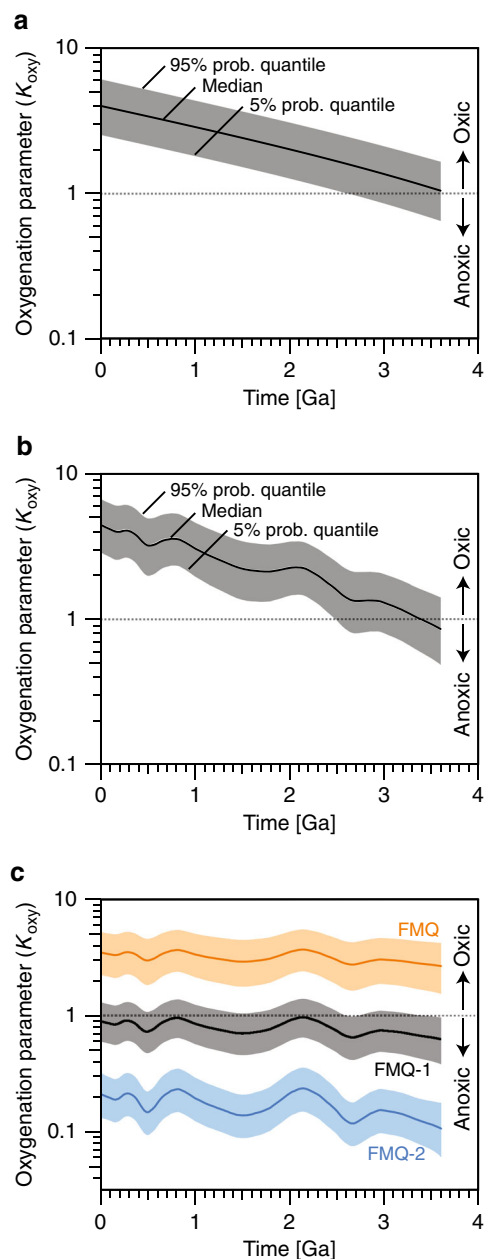 a
10
95% prob. quantile
Median
5% prob. quantile
Oxic
1
Anoxic
0.1
Oxygenation parameter (Koxy)
0 1 2 3 4
Time [Ga]
b
10
95% prob. quantile
Median
5% prob. quantile
Oxic
1
Anoxic
0.1
Oxygenation parameter (Koxy)
0 1 2 3 4
Time [Ga]
c
10
FMQ
Oxic
1
FMQ-1
Anoxic
0.1
FMQ-2
Oxygenation parameter (Koxy)
0 1 2 3 4
Time [Ga]